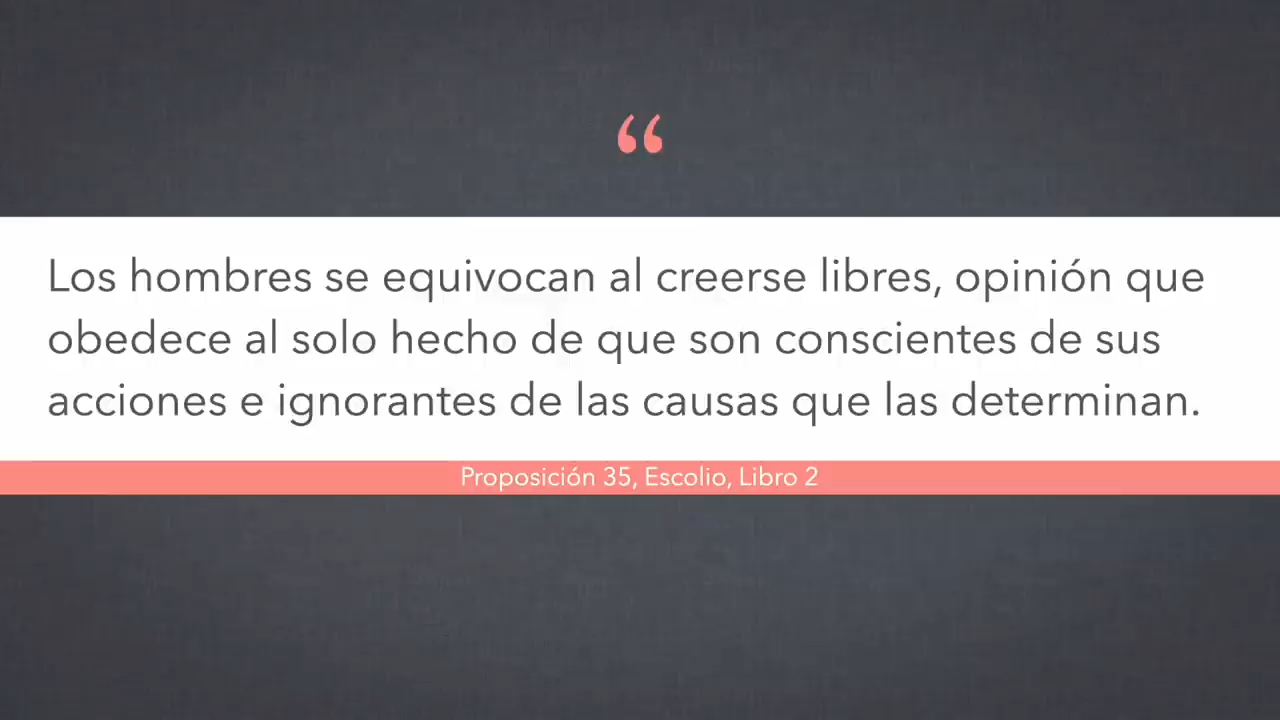 “
Los hombres se equivocan al creerse libres, opinión que
obedece al solo hecho de que son conscientes de sus
acciones e ignorantes de las causas que las determinan.
Proposición 35, Escolio, Libro 2